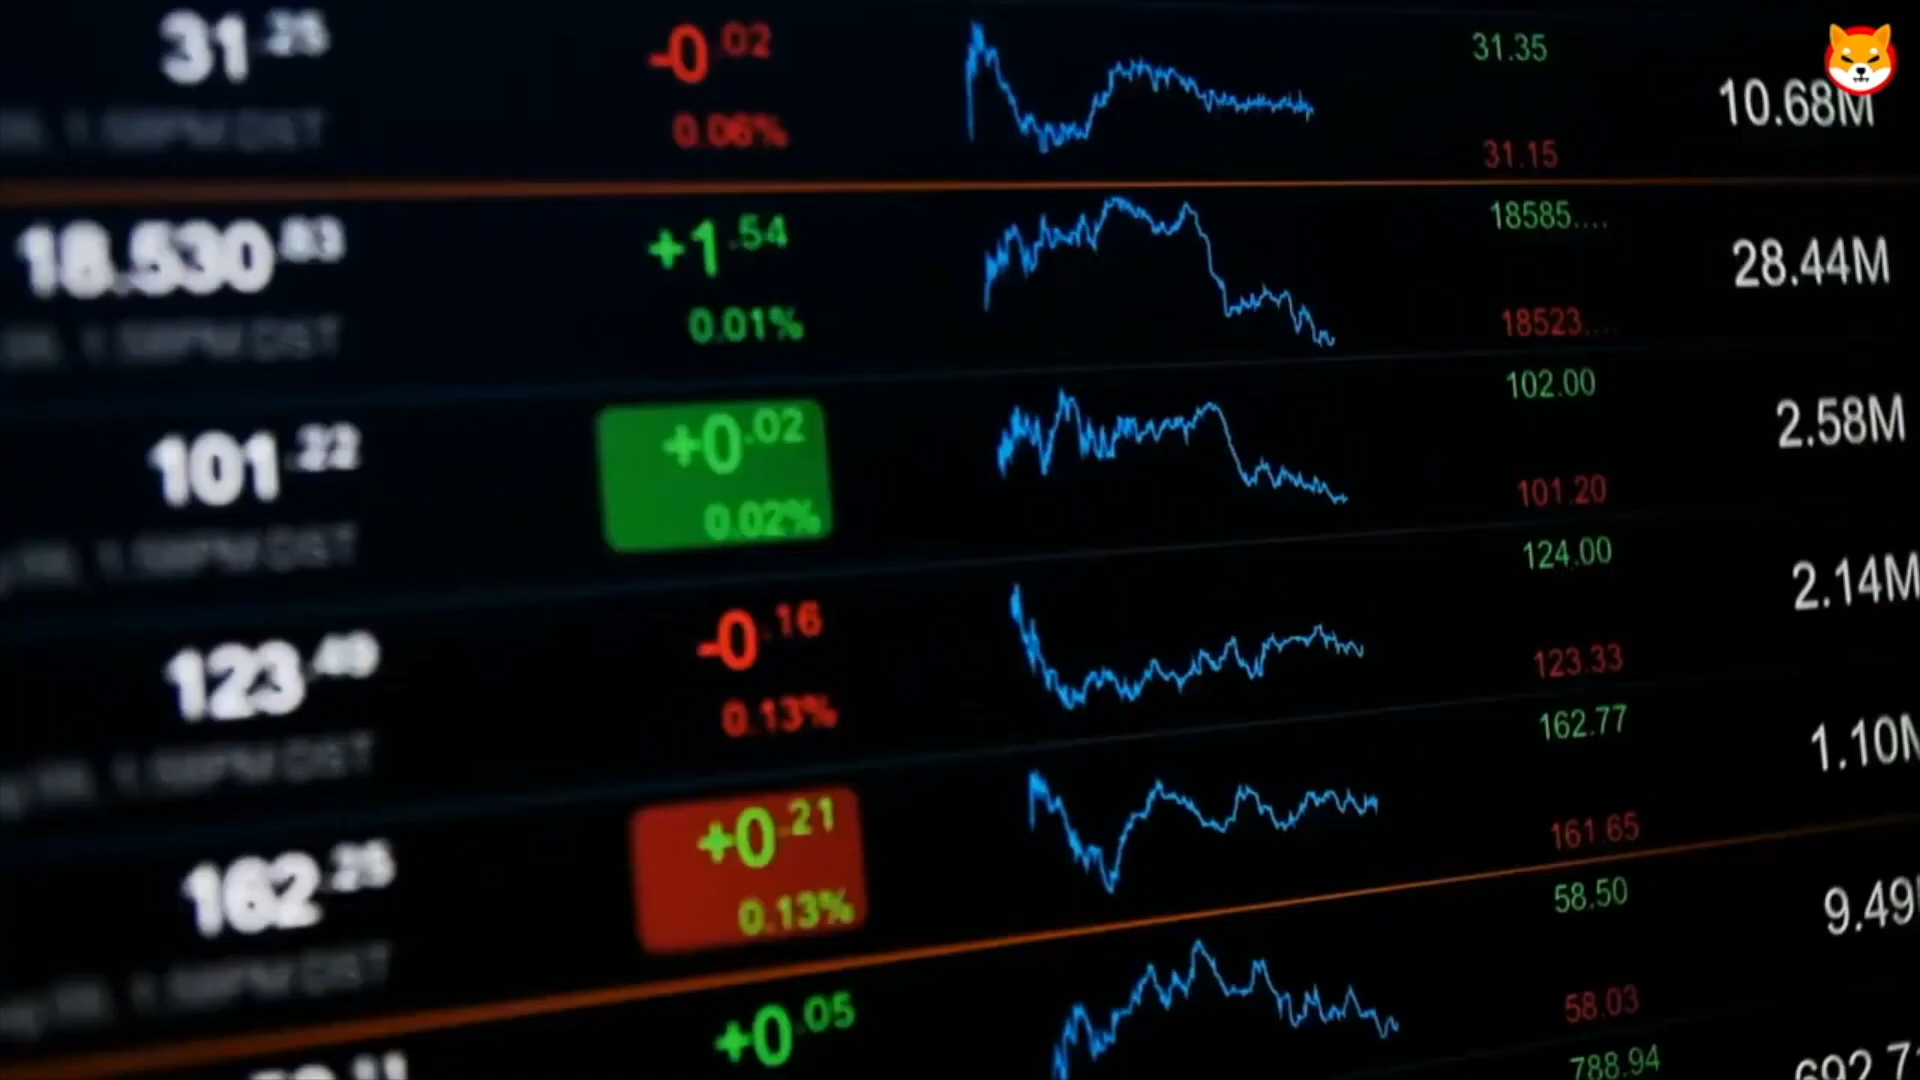 31.25 -0.02 31.35 10.68M
0.06% 31.15
18.530.83 +1.54 18585.... 28.44M
0.01% 18523....
101.22 +0.02 102.00 2.58M
0.02% 101.20
123.49 -0.16 124.00 2.14M
0.13% 123.33
162.25 +0.21 162.77 1.10M
0.13% 161.65
+0.05 58.50 9.49
58.03
788.94